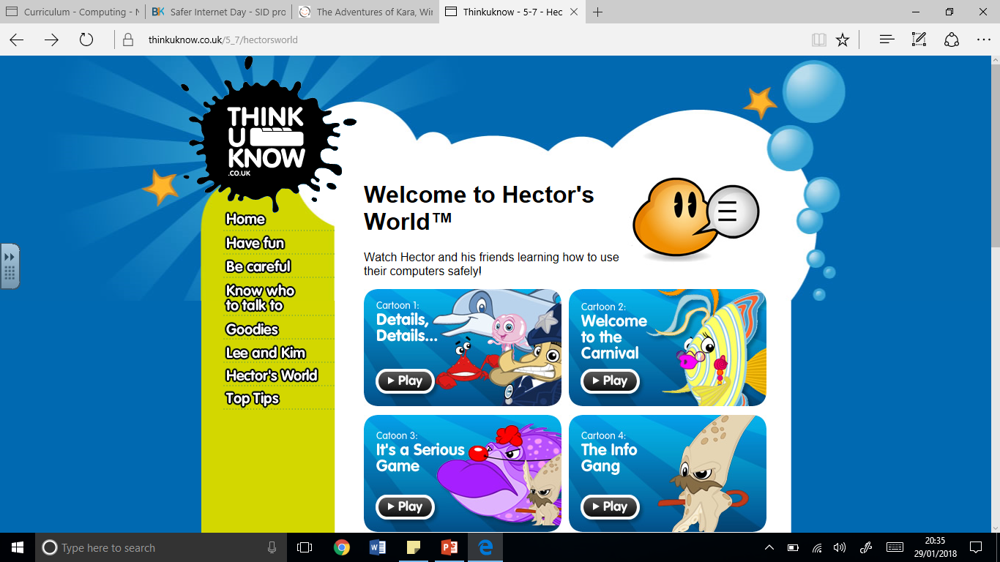 Curriculum - Computing - N
Safer Internet Day - SID pro
The Adventures of Kara, Win
Thinkuknow - 5-7 - Hec
thinkuknow.co.uk/5_7/hectorsworld
THINK
U
KNOW
.CO.UK
Home
Have fun
Be careful
Know who
to talk to
Goodies
Lee and Kim
Hector's World
Top Tips
Welcome to Hector's
World™
Watch Hector and his friends learning how to use
their computers safely!
Cartoon 1:
Details,
Details...
Play
Cartoon 2:
Welcome
to the
Carnival
Play
Catoon 3:
It's a Serious
Game
Play
Cartoon 4:
The Info
Gang
Play
Type here to search
20:35
29/01/2018